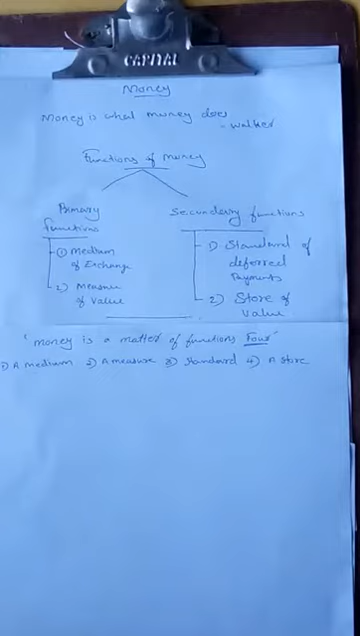 CAPITAL
Money
Money is what money does
- walker
Functions of money
Primary
functions
① Medium
of Exchange
2) Measure
of value
Secondary functions
1) Standard of
deferred
Payments
2) Store of
value
"money is a matter of functions Four"
1) A medium 2) A measure 3) Standard 4) A store